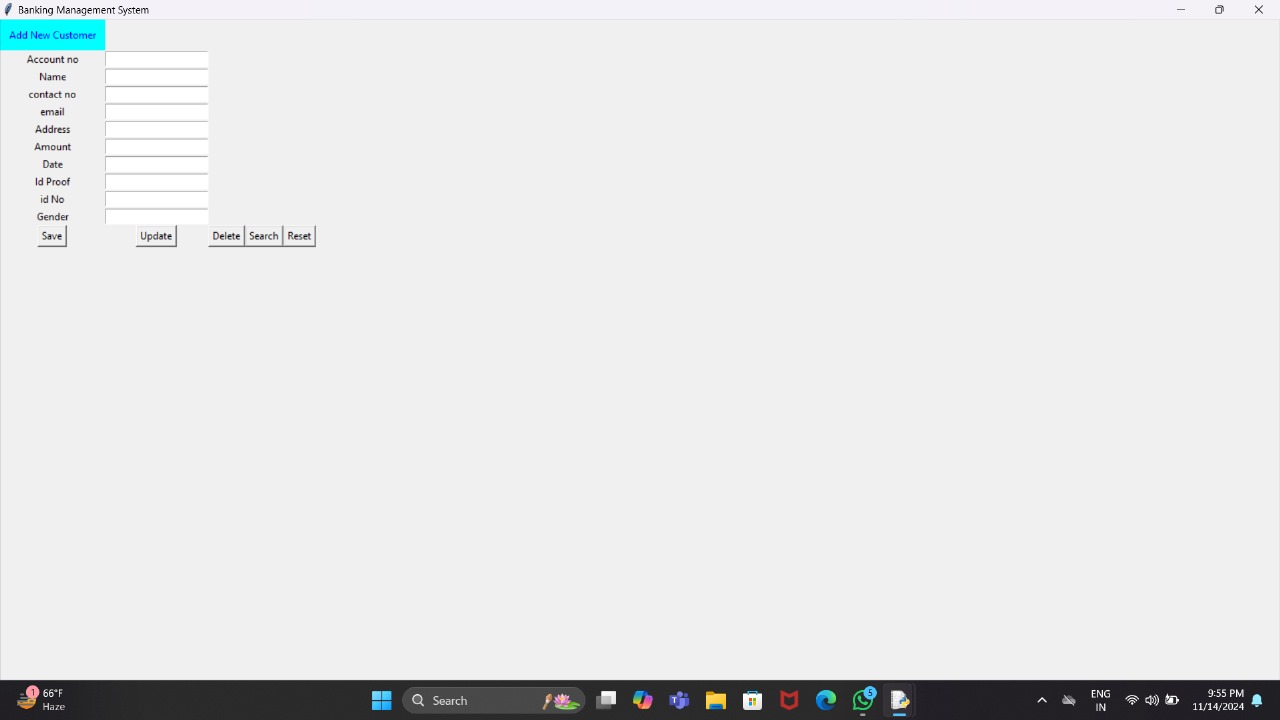 Banking Management System
Add New Customer
Account no
Name
contact no
email
Address
Amount
Date
Id Proof
id No
Gender
Save Update Delete Search Reset
1 66°F
Haze
Search
5
ENG
IN
9:55 PM
11/14/2024